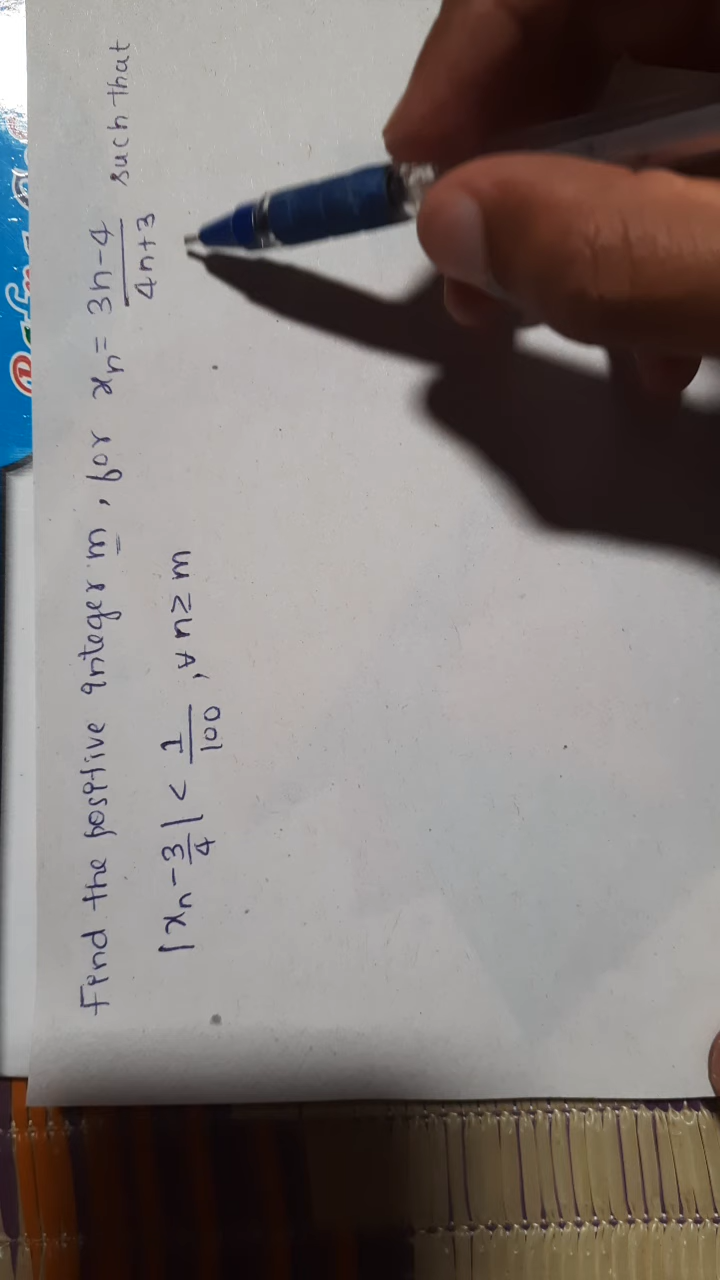 Find the positive integer m, for xₙ = (3n-4)/(4n+3) such that
|xₙ - 3/4| < 1/100, ∀ n ≥ m